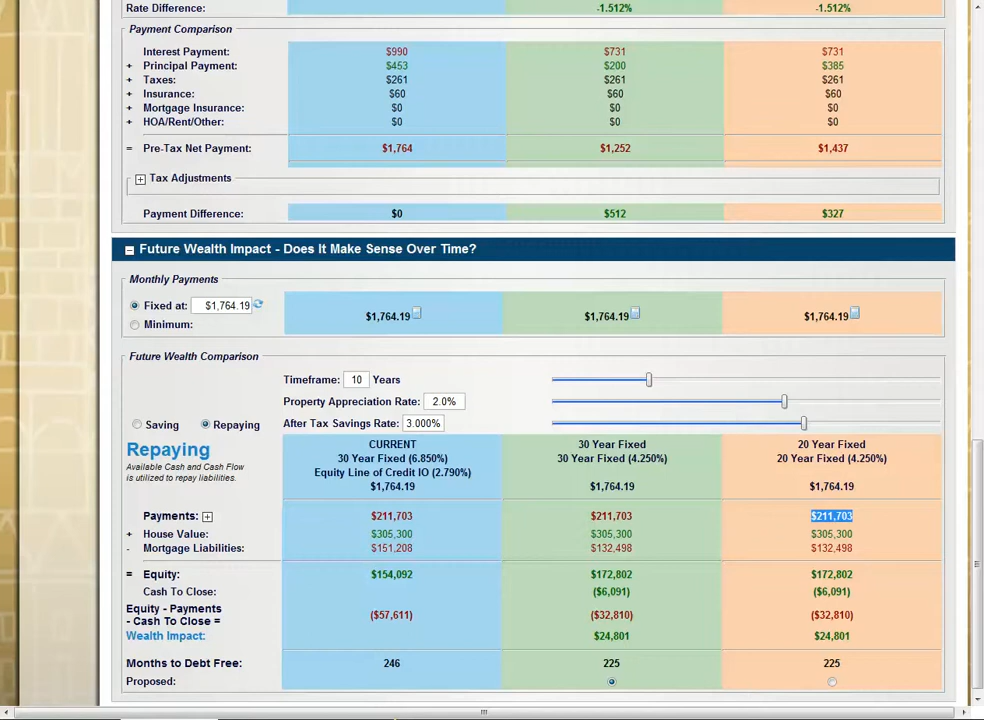 Rate Difference: -1.512% -1.512%
Payment Comparison
Interest Payment: $990 $731 $731
+ Principal Payment: $453 $200 $385
+ Taxes: $261 $261 $261
+ Insurance: $60 $60 $60
+ Mortgage Insurance: $0 $0 $0
+ HOA/Rent/Other: $0 $0 $0
= Pre-Tax Net Payment: $1,764 $1,252 $1,437
+ Tax Adjustments
Payment Difference: $0 $512 $327
Future Wealth Impact - Does It Make Sense Over Time?
Monthly Payments
Fixed at: $1,764.19
$1,764.19 $1,764.19 $1,764.19
Minimum:
Future Wealth Comparison
Timeframe: 10 Years
Property Appreciation Rate: 2.0%
Saving Repaying After Tax Savings Rate: 3.000%
Repaying
Available Cash and Cash Flow
is utilized to repay liabilities.
CURRENT 30 Year Fixed 20 Year Fixed
30 Year Fixed (6.850%) 30 Year Fixed (4.250%) 20 Year Fixed (4.250%)
Equity Line of Credit IO (2.790%)
$1,764.19 $1,764.19 $1,764.19
Payments: + $211,703 $211,703 $211,703
+ House Value: $305,300 $305,300 $305,300
- Mortgage Liabilities: $151,208 $132,498 $132,498
= Equity: $154,092 $172,802 $172,802
Cash To Close: ($6,091) ($6,091)
Equity - Payments
- Cash To Close = ($57,611) ($32,810) ($32,810)
Wealth Impact: $24,801 $24,801
Months to Debt Free: 246 225 225
Proposed: